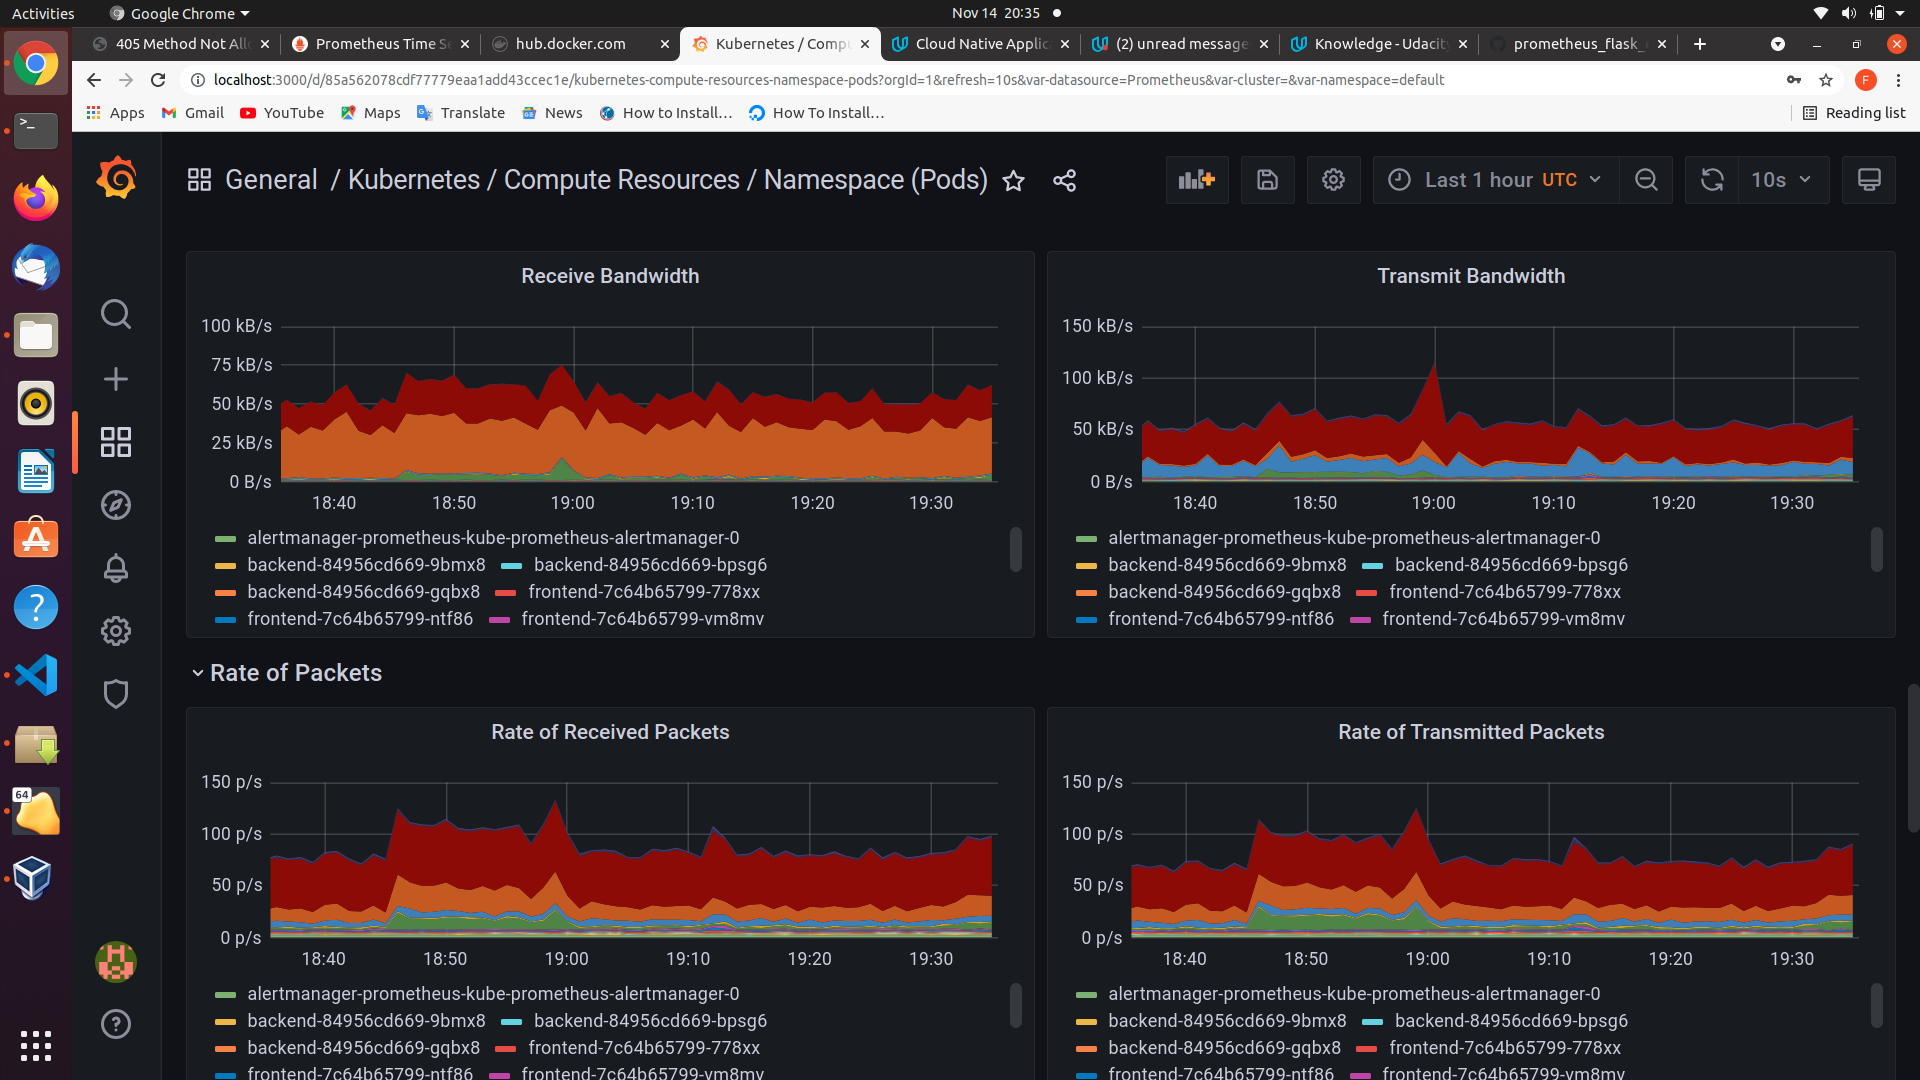 Activities Google Chrome Nov 14 20:35
405 Method Not All Prometheus Time Se hub.docker.com Kubernetes / Compu Cloud Native Applic (2) unread message Knowledge - Udacit prometheus_flask_
localhost:3000/d/85a562078cdf77779eaa1add43ccec1e/kubernetes-compute-resources-namespace-pods?orgId=1&refresh=10s&var-datasource=Prometheus&var-cluster=&var-namespace=default F
Apps Gmail YouTube Maps Translate News How to Install… How To Install… Reading list
General / Kubernetes / Compute Resources / Namespace (Pods) Last 1 hour UTC 10s
Receive Bandwidth
100 kB/s
75 kB/s
50 kB/s
25 kB/s
0 B/s
18:40 18:50 19:00 19:10 19:20 19:30
alertmanager-prometheus-kube-prometheus-alertmanager-0
backend-84956cd669-9bmx8 backend-84956cd669-bpsg6
backend-84956cd669-gqbx8 frontend-7c64b65799-778xx
frontend-7c64b65799-ntf86 frontend-7c64b65799-vm8mv
Transmit Bandwidth
150 kB/s
100 kB/s
50 kB/s
0 B/s
18:40 18:50 19:00 19:10 19:20 19:30
alertmanager-prometheus-kube-prometheus-alertmanager-0
backend-84956cd669-9bmx8 backend-84956cd669-bpsg6
backend-84956cd669-gqbx8 frontend-7c64b65799-778xx
frontend-7c64b65799-ntf86 frontend-7c64b65799-vm8mv
Rate of Packets
Rate of Received Packets
150 p/s
100 p/s
50 p/s
0 p/s
18:40 18:50 19:00 19:10 19:20 19:30
alertmanager-prometheus-kube-prometheus-alertmanager-0
backend-84956cd669-9bmx8 backend-84956cd669-bpsg6
backend-84956cd669-gqbx8 frontend-7c64b65799-778xx
frontend-7c64b65799-ntf86 frontend-7c64b65799-vm8mv
Rate of Transmitted Packets
150 p/s
100 p/s
50 p/s
0 p/s
18:40 18:50 19:00 19:10 19:20 19:30
alertmanager-prometheus-kube-prometheus-alertmanager-0
backend-84956cd669-9bmx8 backend-84956cd669-bpsg6
backend-84956cd669-gqbx8 frontend-7c64b65799-778xx
frontend-7c64b65799-ntf86 frontend-7c64b65799-vm8mv
64